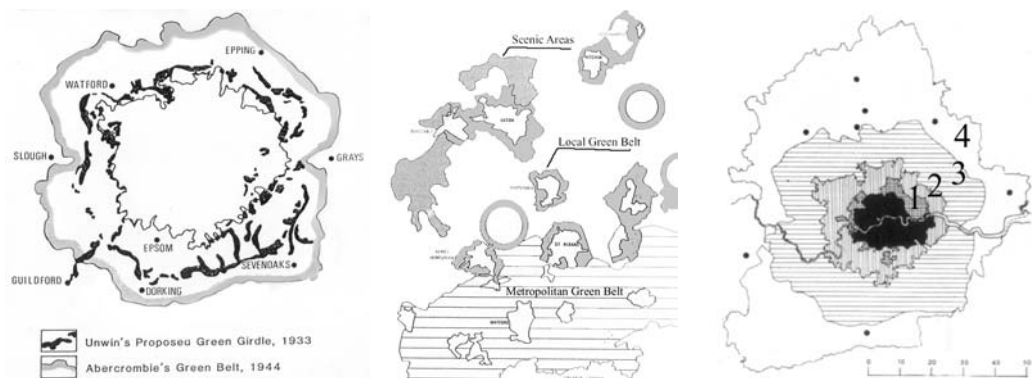 EPPING
WATFORD
SLOUGH
GRAYS
EPSOM
SEVENOAKS
GUILDFORD
DORKING
Unwin's Proposed Green Girdle, 1933
Abercrombie's Green Belt, 1944
Scenic Areas
HITCHIN
LUTON
Local Green Belt
ST ALBANS
Metropolitan Green Belt
WATFORD
4
3
2
1
0 10 20 30 40 50